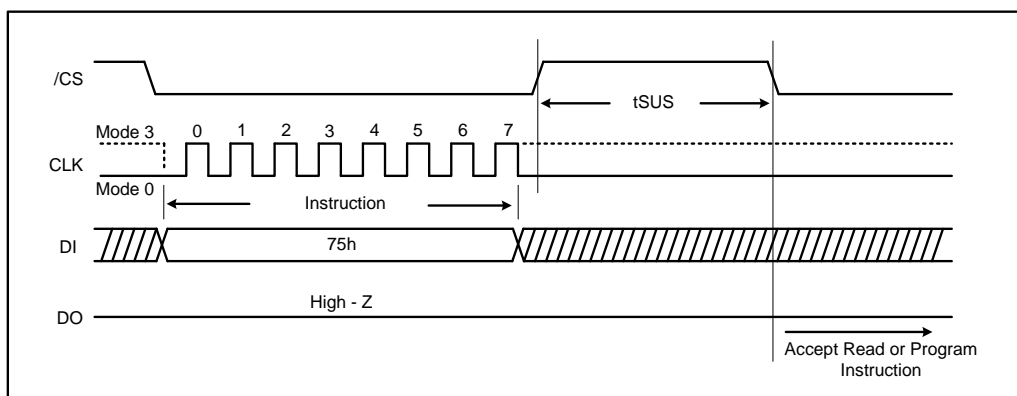 /CS
tSUS
Mode 3
0 1 2 3 4 5 6 7
CLK
Mode 0
Instruction
DI
75h
High - Z
DO
Accept Read or Program
Instruction